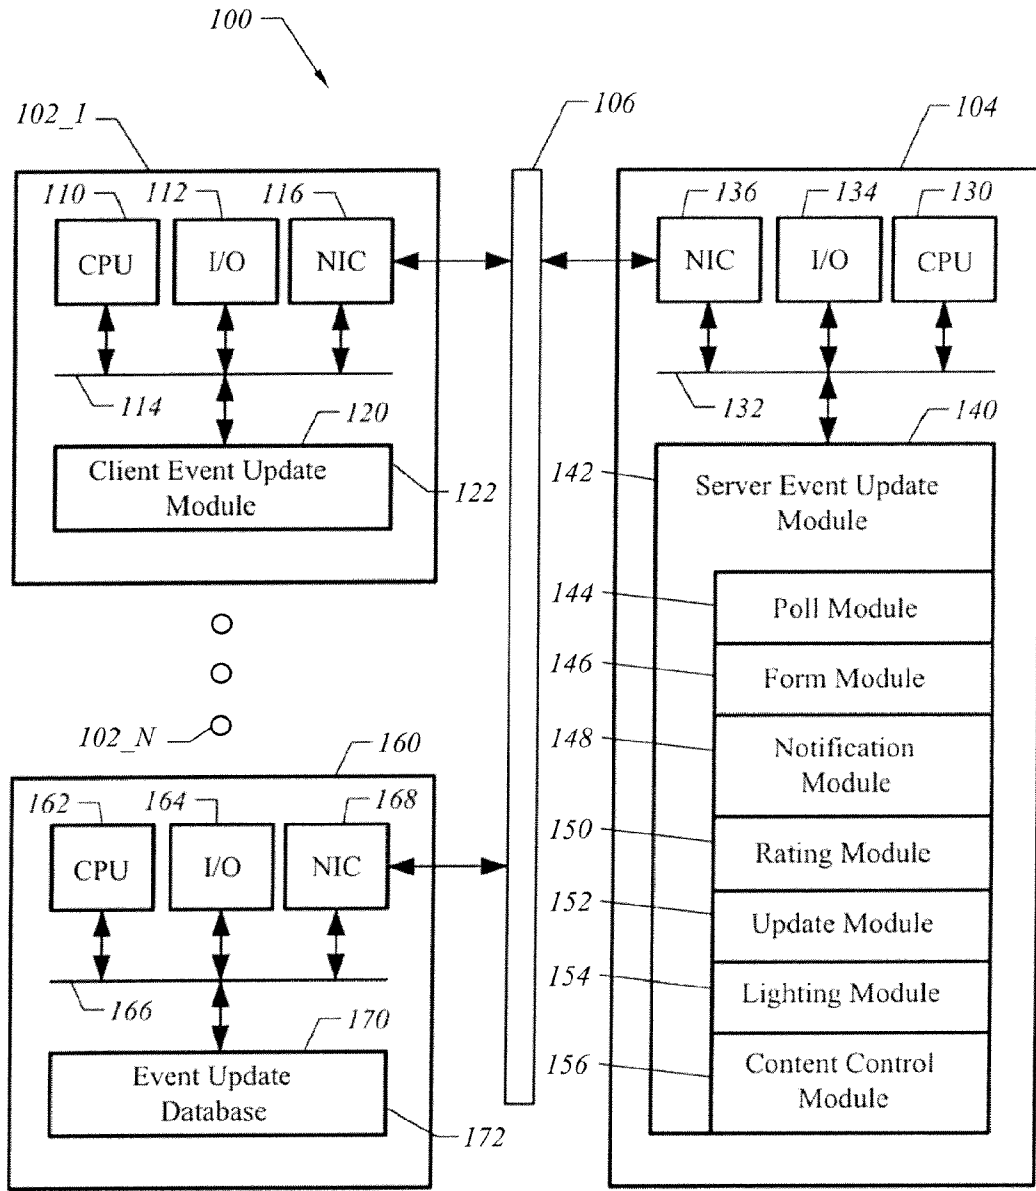 100
102_1
106
104
110
112
116
136
134
130
CPU
I/O
NIC
NIC
I/O
CPU
114
120
132
140
Client Event Update
Module
122
142
Server Event Update
Module
144
Poll Module
146
Form Module
102_N
160
148
Notification
Module
162
164
168
150
Rating Module
CPU
I/O
NIC
152
Update Module
154
Lighting Module
166
170
156
Content Control
Module
Event Update
Database
172